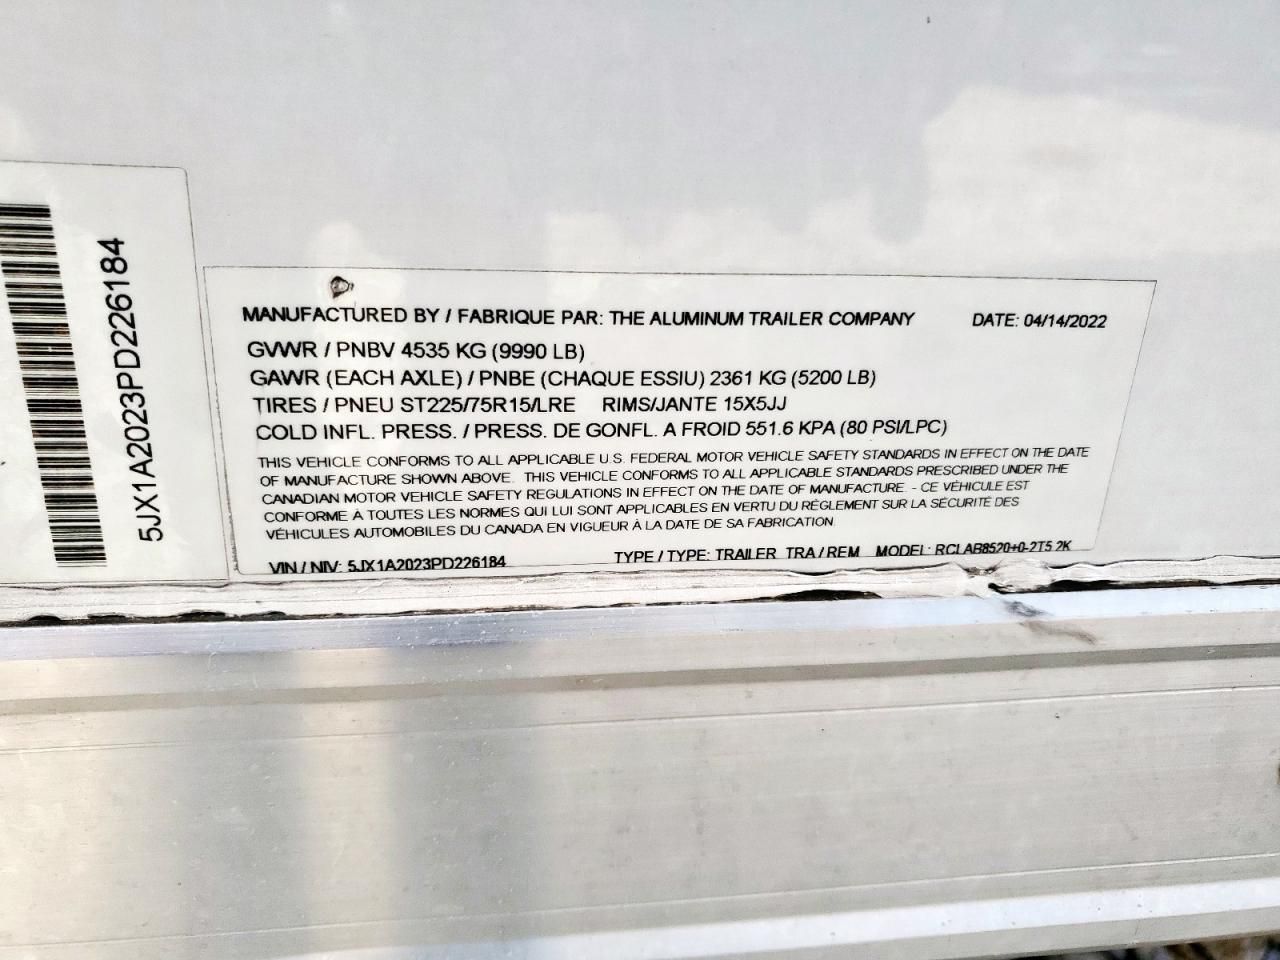 5JX1A2023PD226184
MANUFACTURED BY / FABRIQUE PAR: THE ALUMINUM TRAILER COMPANY DATE: 04/14/2022
GVWR / PNBV 4535 KG (9990 LB)
GAWR (EACH AXLE) / PNBE (CHAQUE ESSIU) 2361 KG (5200 LB)
TIRES / PNEU ST225/75R15/LRE RIMS/JANTE 15X5JJ
COLD INFL. PRESS. / PRESS. DE GONFL. A FROID 551.6 KPA (80 PSI/LPC)
THIS VEHICLE CONFORMS TO ALL APPLICABLE U.S. FEDERAL MOTOR VEHICLE SAFETY STANDARDS IN EFFECT ON THE DATE
OF MANUFACTURE SHOWN ABOVE. THIS VEHICLE CONFORMS TO ALL APPLICABLE STANDARDS PRESCRIBED UNDER THE
CANADIAN MOTOR VEHICLE SAFETY REGULATIONS IN EFFECT ON THE DATE OF MANUFACTURE. - CE VÉHICULE EST
CONFORME À TOUTES LES NORMES QUI LUI SONT APPLICABLES EN VERTU DU RÈGLEMENT SUR LA SÉCURITÉ DES
VÉHICULES AUTOMOBILES DU CANADA EN VIGUEUR À LA DATE DE SA FABRICATION.
VIN / NIV: 5JX1A2023PD226184 TYPE / TYPE: TRAILER TRA / REM MODEL: RCLAB8520+0-2T5.2K